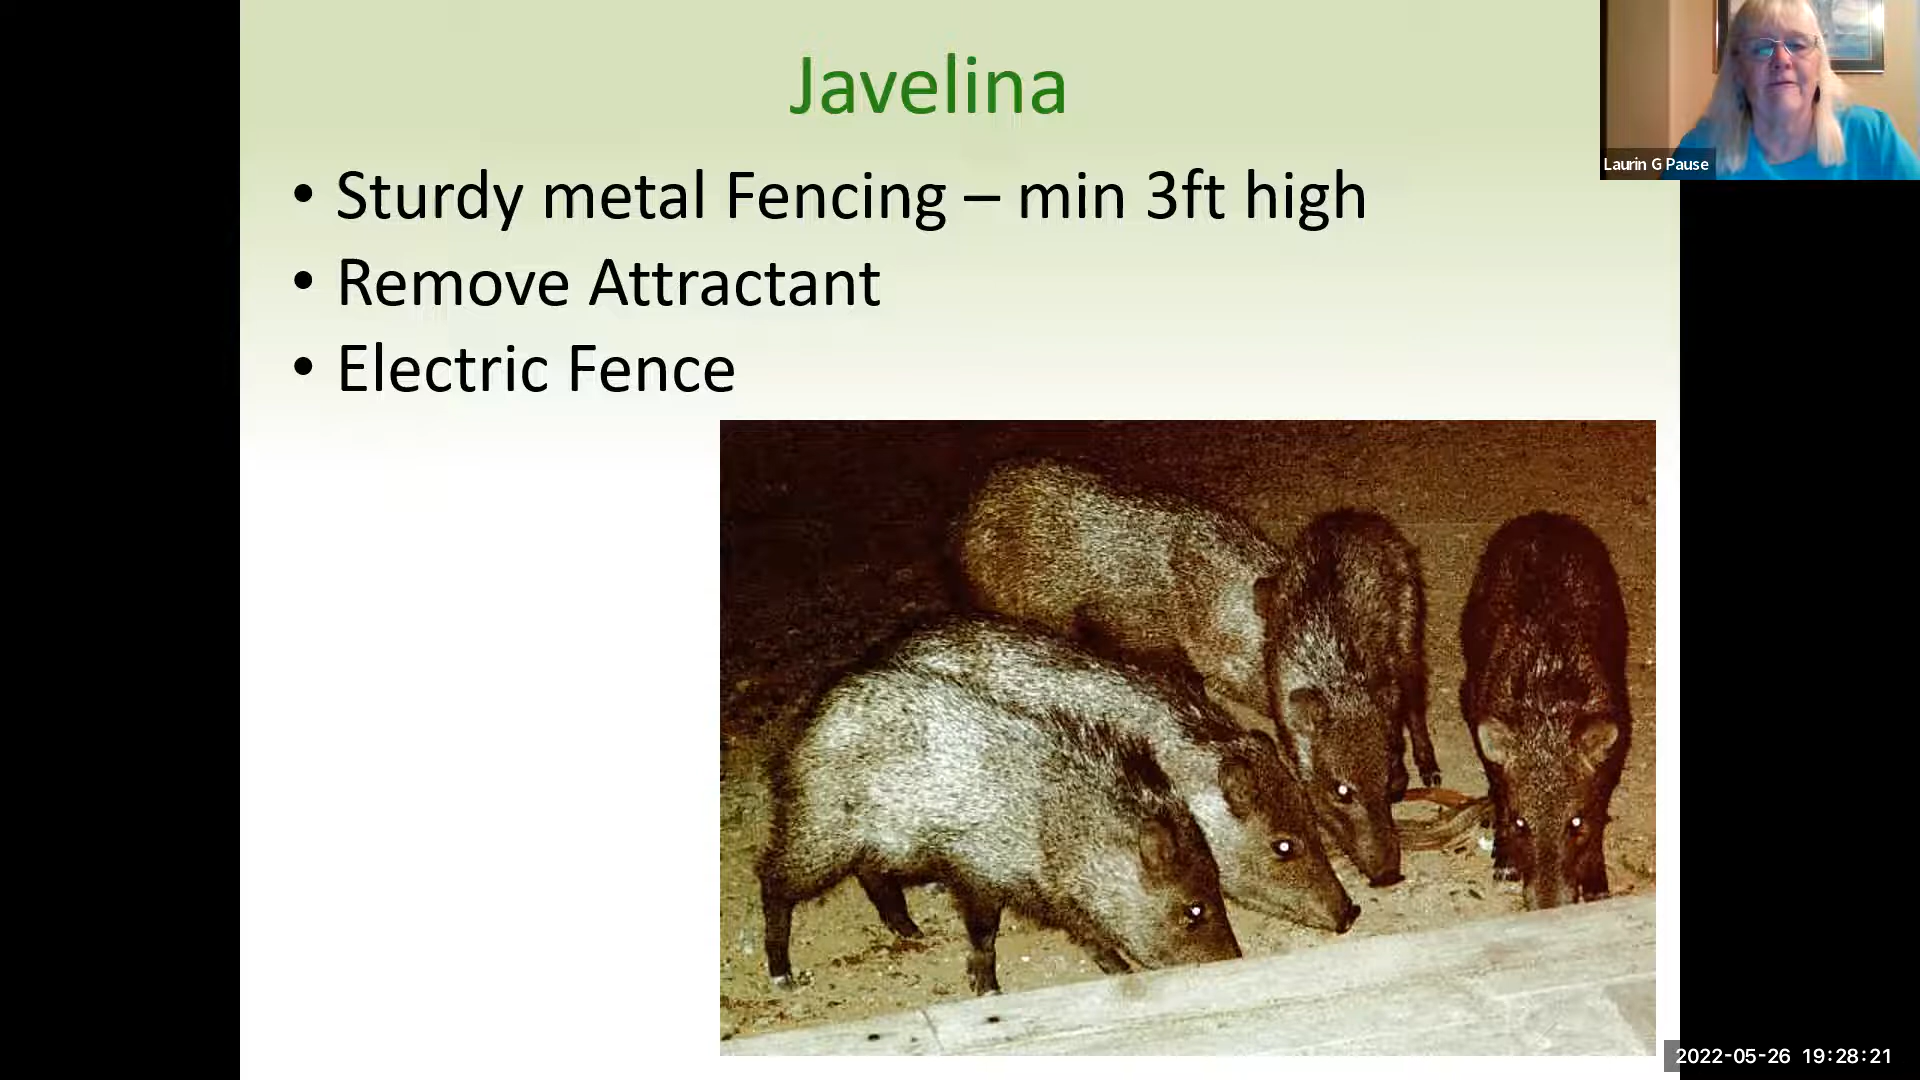 Javelina
• Sturdy metal Fencing – min 3ft high
• Remove Attractant
• Electric Fence
Laurin G Pause
2022-05-26 19:28:21